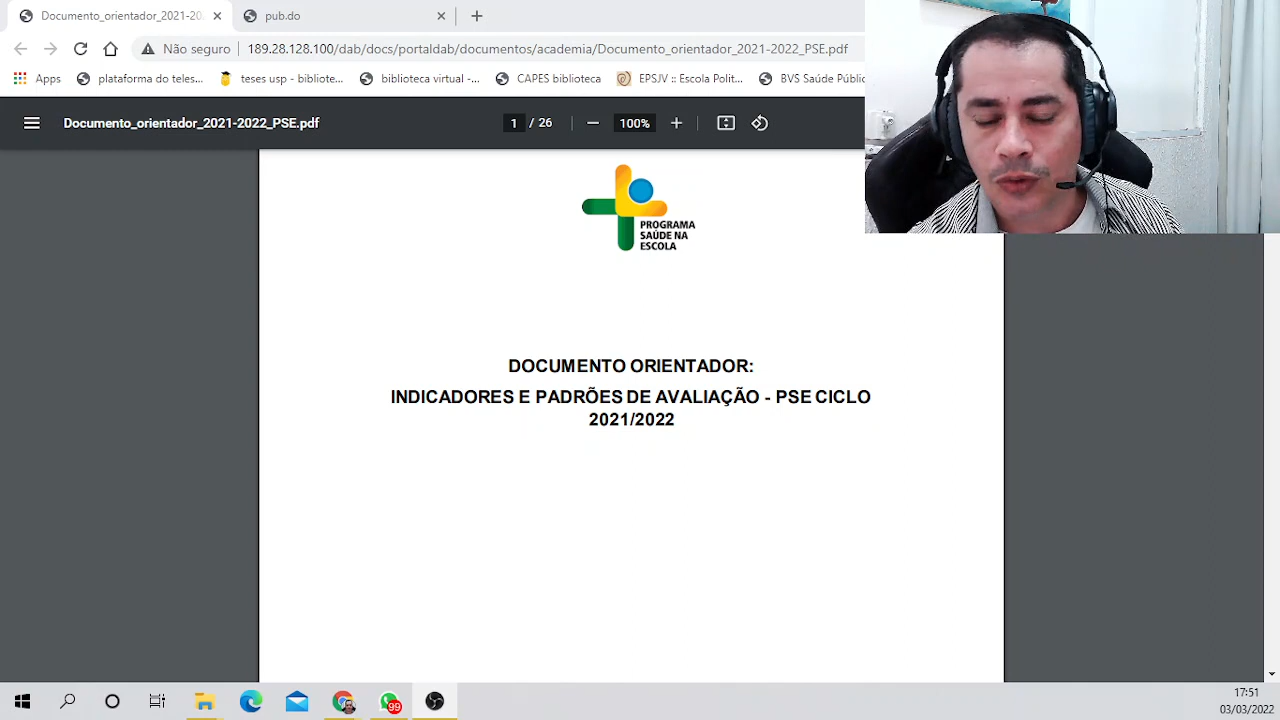 Documento_orientador_2021-20
pub.do
Não seguro
189.28.128.100/dab/docs/portaldab/documentos/academia/Documento_orientador_2021-2022_PSE.pdf
Apps
plataforma do teles...
teses usp - bibliote...
biblioteca virtual -...
CAPES biblioteca
EPSJV :: Escola Polit...
BVS Saúde Públic
Documento_orientador_2021-2022_PSE.pdf
1 / 26
100%
PROGRAMA
SAÚDE NA
ESCOLA
DOCUMENTO ORIENTADOR:
INDICADORES E PADRÕES DE AVALIAÇÃO - PSE CICLO
2021/2022
99
17:51
03/03/2022